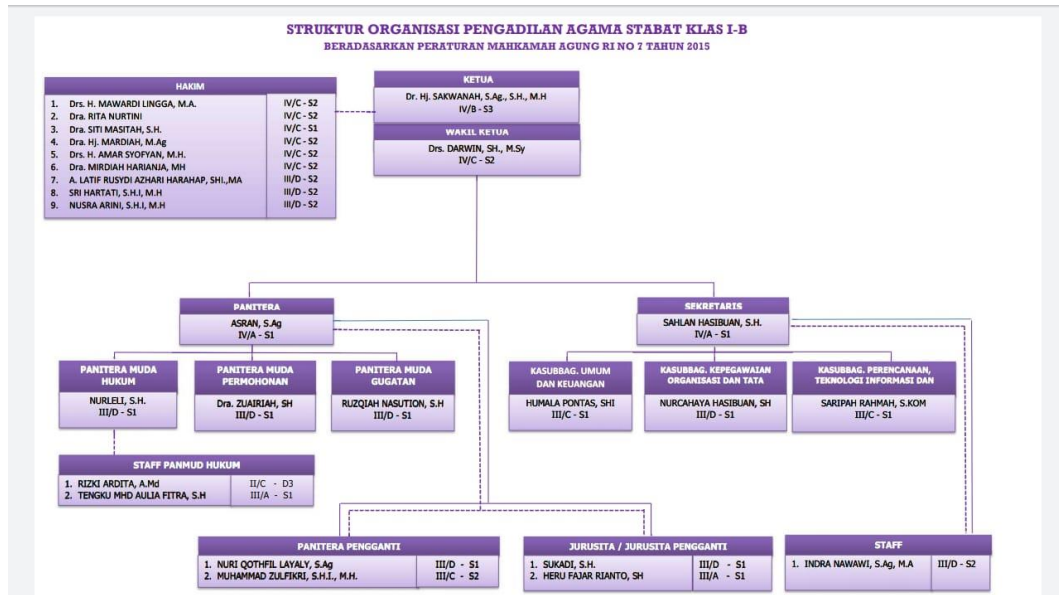 STRUKTUR ORGANISASI PENGADILAN AGAMA STABAT KLAS I-B
BERADASARKAN PERATURAN MAHKAMAH AGUNG RI NO 7 TAHUN 2015
HAKIM
1. Drs. H. MAWARDI LINGGA, M.A. IV/C - S2
2. Dra. RITA NURTINI IV/C - S2
3. Dra. SITI MASITAH, S.H. IV/C - S1
4. Dra. Hj. MARDIAH, M.Ag IV/C - S2
5. Drs. H. AMAR SYOFYAN, M.H. IV/C - S2
6. Dra. MIRDIAH HARIANJA, MH IV/C - S2
7. A. LATIF RUSYDI AZHARI HARAHAP, SHI.,MA III/D - S2
8. SRI HARTATI, S.H.I, M.H III/D - S2
9. NUSRA ARINI, S.H.I, M.H III/D - S2
KETUA
Dr. Hj. SAKWANAH, S.Ag., S.H., M.H
IV/B - S3
WAKIL KETUA
Drs. DARWIN, SH., M.Sy
IV/C - S2
PANITERA
ASRAN, S.Ag
IV/A - S1
SEKRETARIS
SAHLAN HASIBUAN, S.H.
IV/A - S1
PANITERA MUDA
HUKUM
NURLELI, S.H.
III/D - S1
PANITERA MUDA
PERMOHONAN
Dra. ZUAIRIAH, SH
III/D - S1
PANITERA MUDA
GUGATAN
RUZQIAH NASUTION, S.H
III/D - S1
KASUBBAG. UMUM
DAN KEUANGAN
HUMALA PONTAS, SHI
III/C - S1
KASUBBAG. KEPEGAWAIAN
ORGANISASI DAN TATA
NURCAHAYA HASIBUAN, SH
III/D - S1
KASUBBAG. PERENCANAAN,
TEKNOLOGI INFORMASI DAN
SARIPAH RAHMAH, S.KOM
III/C - S1
STAFF PANMUD HUKUM
1. RIZKI ARDITA, A.Md II/C - D3
2. TENGKU MHD AULIA FITRA, S.H III/A - S1
PANITERA PENGGANTI
1. NURI QOTHFIL LAYALY, S.Ag III/D - S1
2. MUHAMMAD ZULFIKRI, S.H.I., M.H. III/C - S2
JURUSITA / JURUSITA PENGGANTI
1. SUKADI, S.H. III/D - S1
2. HERU FAJAR RIANTO, SH III/A - S1
STAFF
1. INDRA NAWAWI, S.Ag, M.A III/D - S2